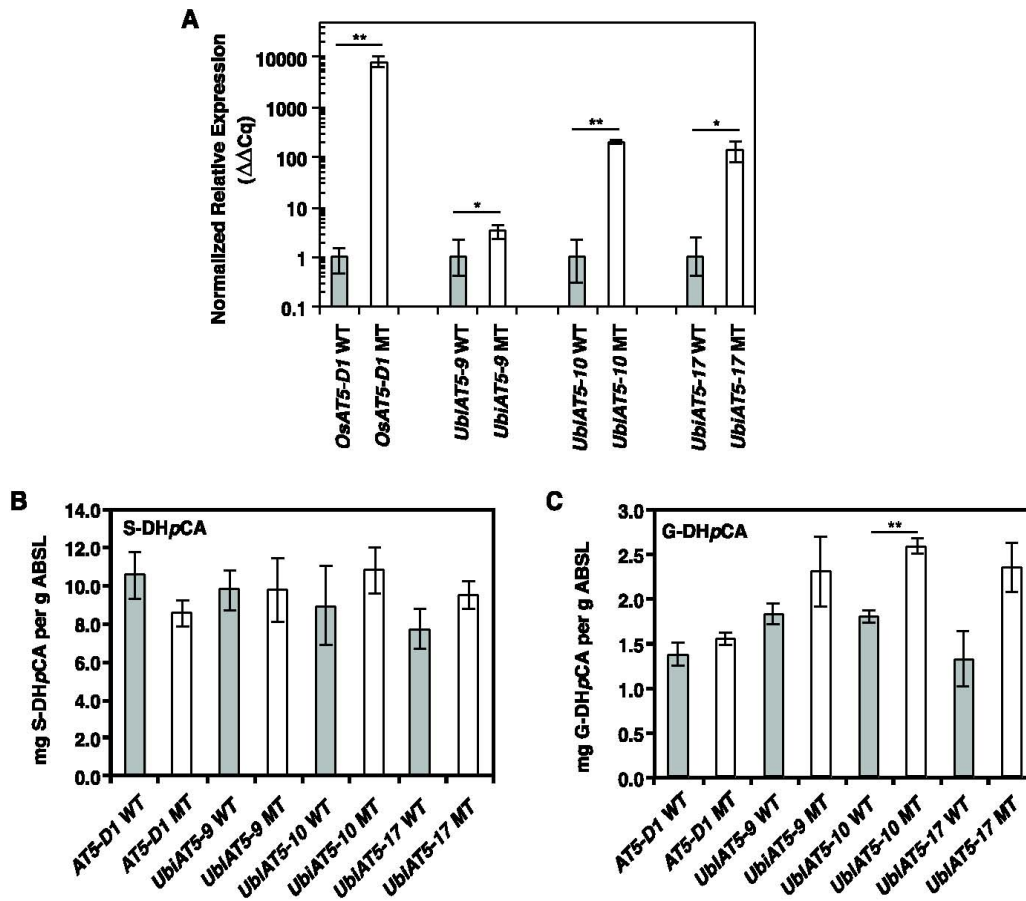 A
Normalized Relative Expression
(ΔΔCq)
10000
1000
100
10
1
0.1
**
*
**
*
OsAT5-D1 WT
OsAT5-D1 MT
UbiAT5-9 WT
UbiAT5-9 MT
UbiAT5-10 WT
UbiAT5-10 MT
UbiAT5-17 WT
UbiAT5-17 MT
B
S-DHpCA
mg S-DHpCA per g ABSL
14.0
12.0
10.0
8.0
6.0
4.0
2.0
0.0
AT5-D1 WT
AT5-D1 MT
UbiAT5-9 WT
UbiAT5-9 MT
UbiAT5-10 WT
UbiAT5-10 MT
UbiAT5-17 WT
UbiAT5-17 MT
C
G-DHpCA
**
mg G-DHpCA per g ABSL
3.0
2.5
2.0
1.5
1.0
0.5
0.0
AT5-D1 WT
AT5-D1 MT
UbiAT5-9 WT
UbiAT5-9 MT
UbiAT5-10 WT
UbiAT5-10 MT
UbiAT5-17 WT
UbiAT5-17 MT